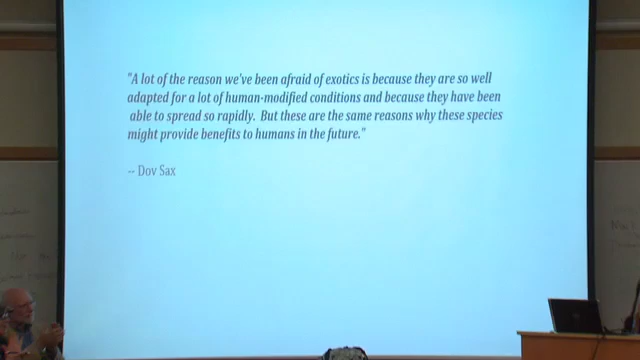 "A lot of the reason we've been afraid of exotics is because they are so well
adapted for a lot of human-modified conditions and because they have been
able to spread so rapidly. But these are the same reasons why these species
might provide benefits to humans in the future."
-- Dov Sax